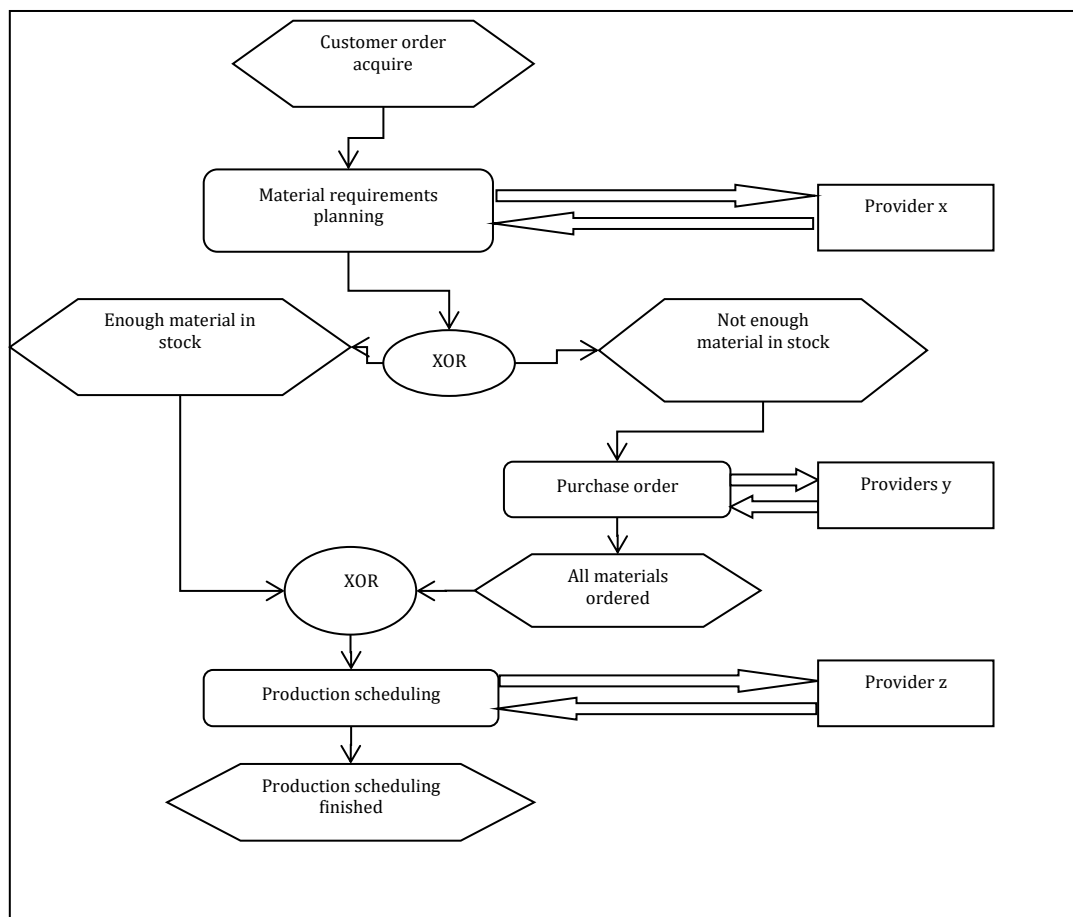 Customer order
acquire
Material requirements
planning
Provider x
Enough material in
stock
XOR
Not enough
material in stock
Purchase order
Providers y
XOR
All materials
ordered
Production scheduling
Provider z
Production scheduling
finished